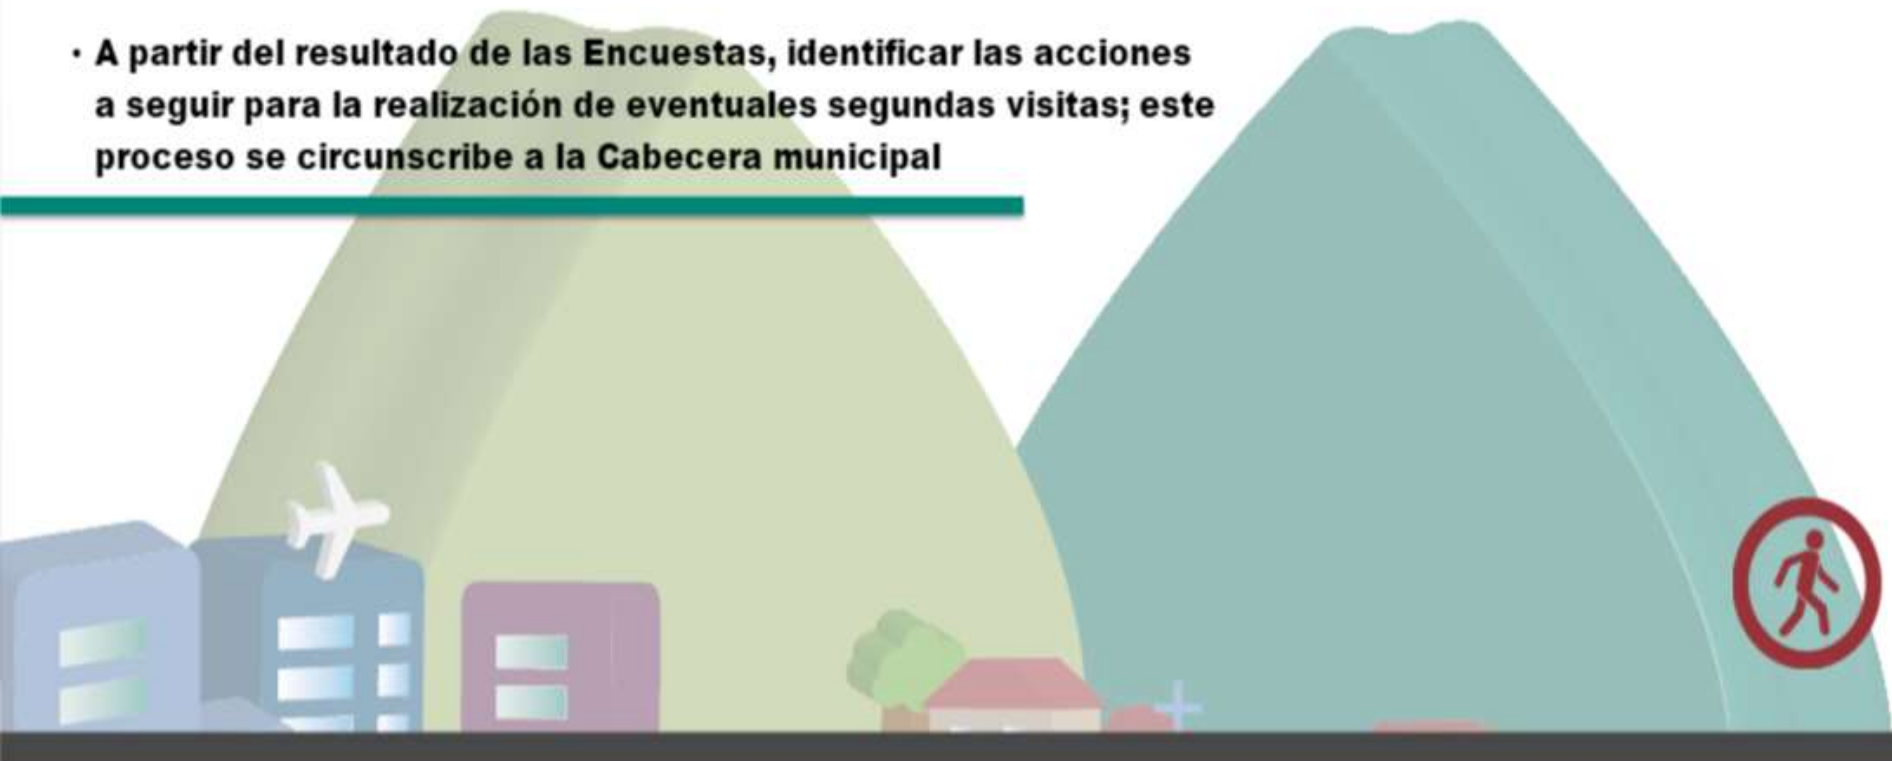 · A partir del resultado de las Encuestas, identificar las acciones
a seguir para la realización de eventuales segundas visitas; este
proceso se circunscribe a la Cabecera municipal